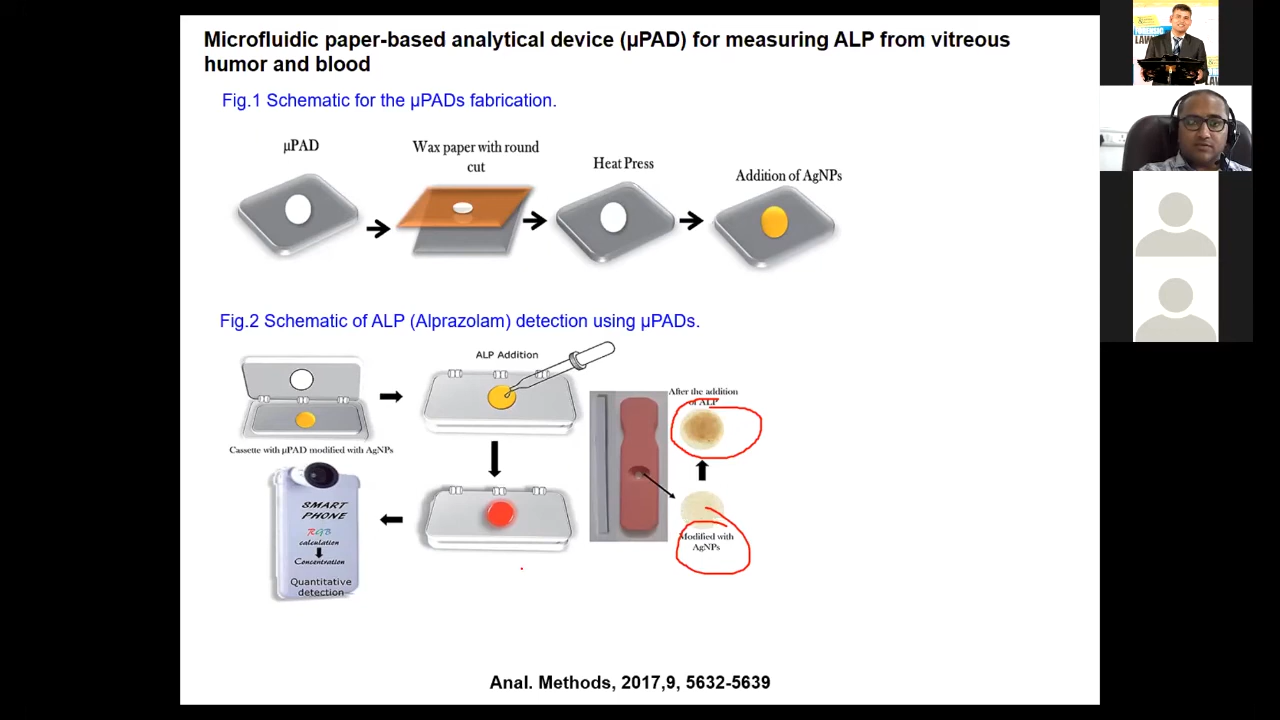 Microfluidic paper-based analytical device (µPAD) for measuring ALP from vitreous
humor and blood
Fig.1 Schematic for the µPADs fabrication.
µPAD
Wax paper with round
cut
Heat Press
Addition of AgNPs
Fig.2 Schematic of ALP (Alprazolam) detection using µPADs.
ALP Addition
Cassette with µPAD modified with AgNPs
After the addition
of ALP
Modified with
AgNPs
SMART
PHONE
RGB
calculation
Concentration
Quantitative
detection
Anal. Methods, 2017,9, 5632-5639
FORENSIC
LAW
LAW